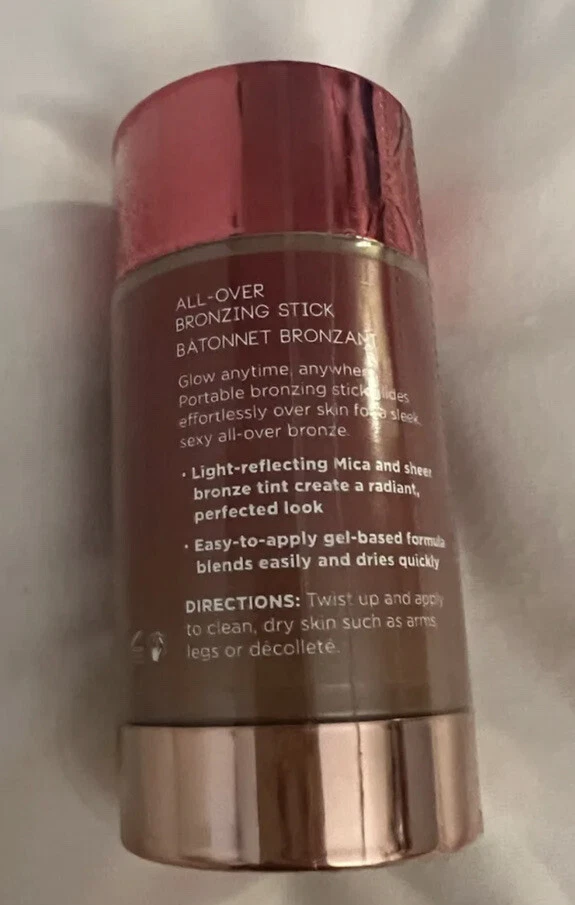 ALL-OVER
BRONZING STICK
BÂTONNET BRONZANT
Glow anytime, anywhere.
Portable bronzing stick glides
effortlessly over skin for a sleek,
sexy all-over bronze.
· Light-reflecting Mica and sheer
bronze tint create a radiant,
perfected look
· Easy-to-apply gel-based formula
blends easily and dries quickly
DIRECTIONS: Twist up and apply
to clean, dry skin such as arms,
legs or décolleté.